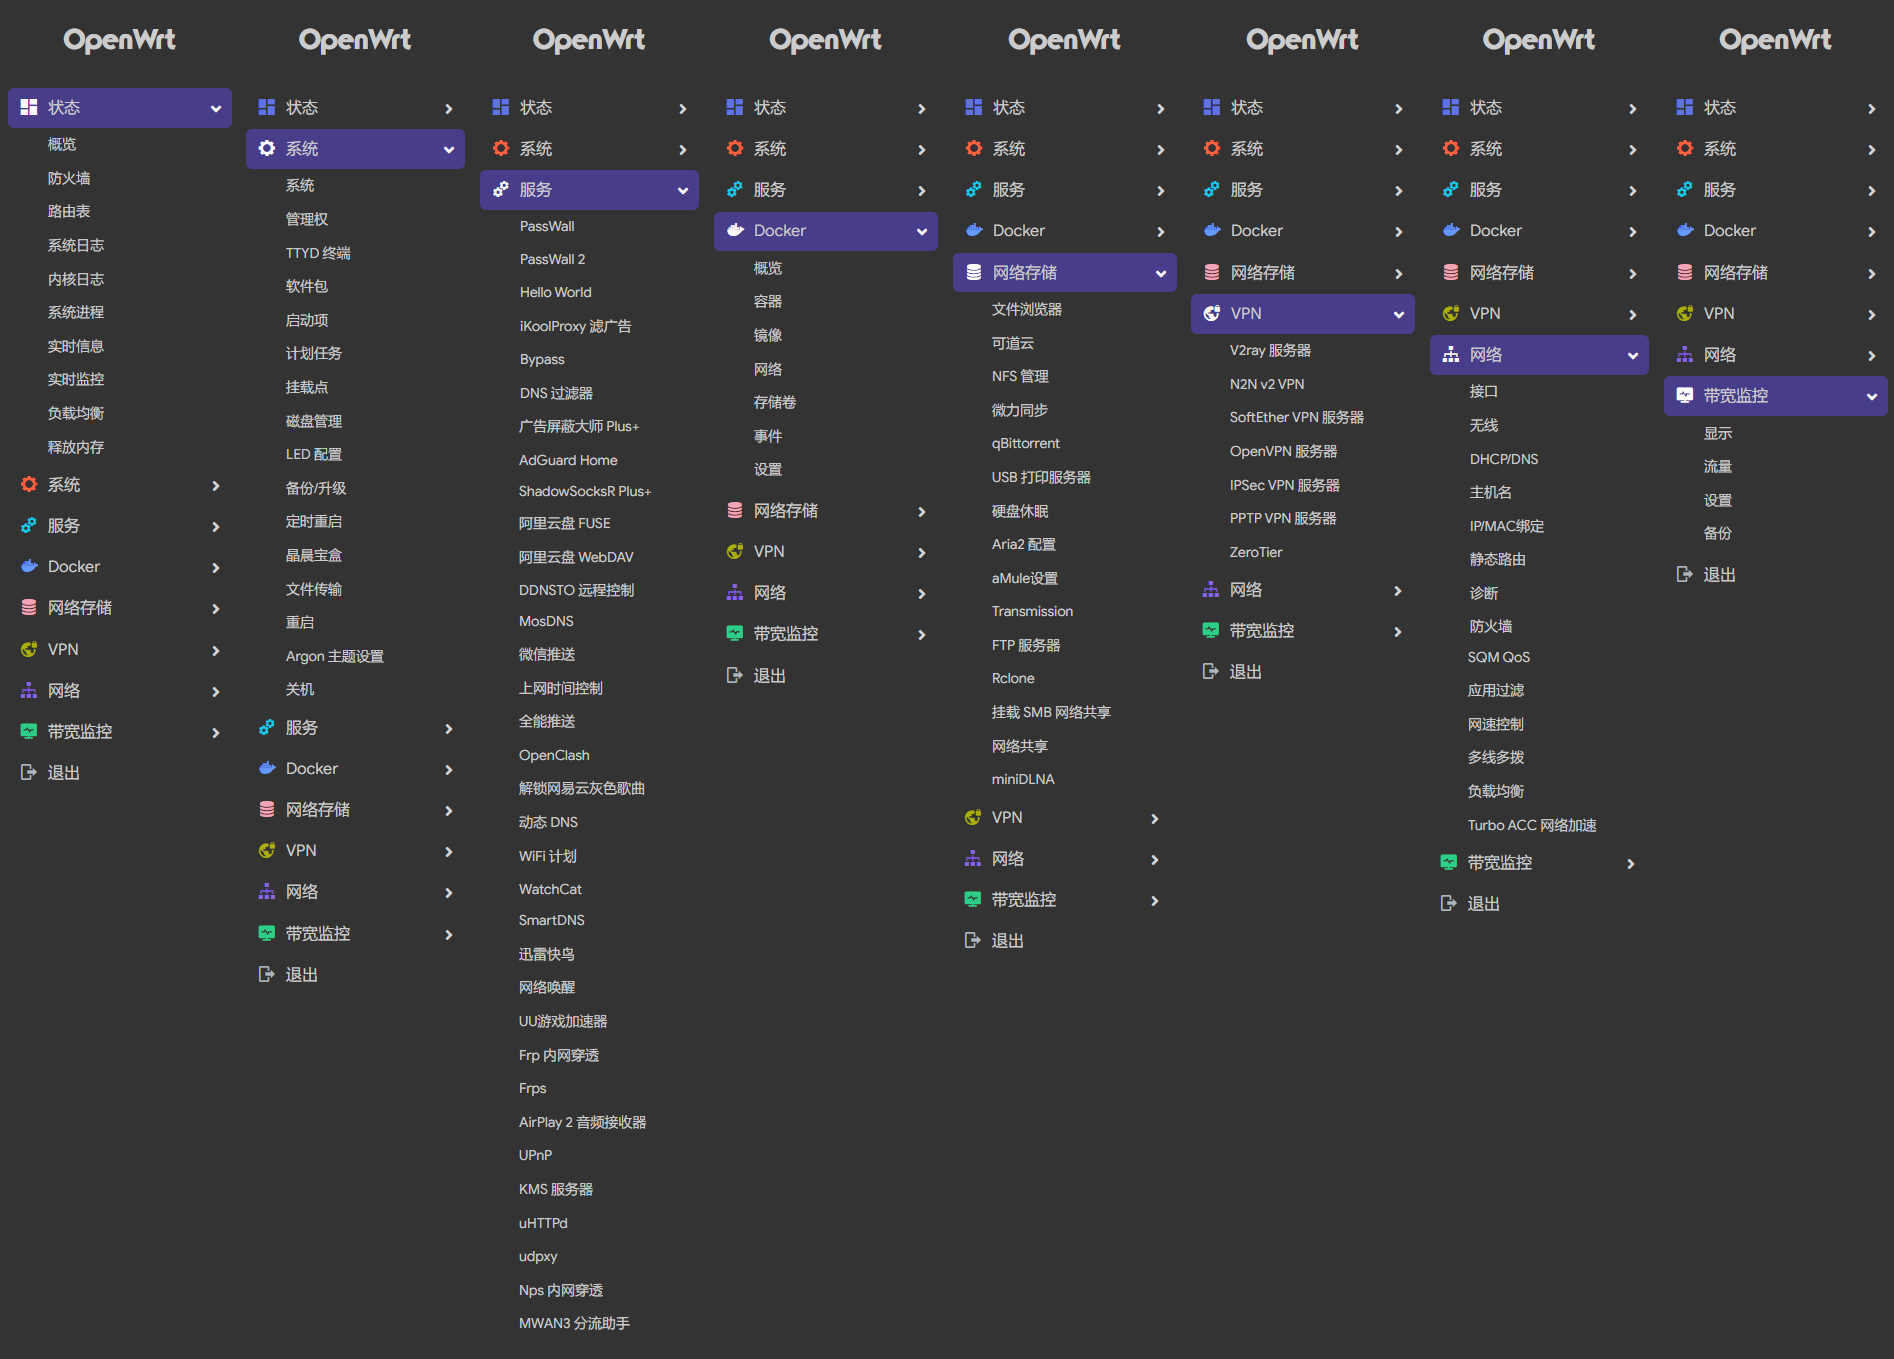 OpenWrt
状态
概览
防火墙
路由表
系统日志
内核日志
系统进程
实时信息
实时监控
负载均衡
释放内存
系统
服务
Docker
网络存储
VPN
网络
带宽监控
退出
OpenWrt
状态
系统
系统
管理权
TTYD 终端
软件包
启动项
计划任务
挂载点
磁盘管理
LED 配置
备份/升级
定时重启
晶晨宝盒
文件传输
重启
Argon 主题设置
关机
服务
Docker
网络存储
VPN
网络
带宽监控
退出
OpenWrt
状态
系统
服务
PassWall
PassWall 2
Hello World
iKoolProxy 滤广告
Bypass
DNS 过滤器
广告屏蔽大师 Plus+
AdGuard Home
ShadowSocksR Plus+
阿里云盘 FUSE
阿里云盘 WebDAV
DDNSTO 远程控制
MosDNS
微信推送
上网时间控制
全能推送
OpenClash
解锁网易云灰色歌曲
动态 DNS
WiFi 计划
WatchCat
SmartDNS
迅雷快鸟
网络唤醒
UU游戏加速器
Frp 内网穿透
Frps
AirPlay 2 音频接收器
UPnP
KMS 服务器
uHTTPd
udpxy
Nps 内网穿透
MWAN3 分流助手
OpenWrt
状态
系统
服务
Docker
概览
容器
镜像
网络
存储卷
事件
设置
网络存储
VPN
网络
带宽监控
退出
OpenWrt
状态
系统
服务
Docker
网络存储
文件浏览器
可道云
NFS 管理
微力同步
qBittorrent
USB 打印服务器
硬盘休眠
Aria2 配置
aMule设置
Transmission
FTP 服务器
Rclone
挂载 SMB 网络共享
网络共享
miniDLNA
VPN
网络
带宽监控
退出
OpenWrt
状态
系统
服务
Docker
网络存储
VPN
V2ray 服务器
N2N v2 VPN
SoftEther VPN 服务器
OpenVPN 服务器
IPSec VPN 服务器
PPTP VPN 服务器
ZeroTier
网络
带宽监控
退出
OpenWrt
状态
系统
服务
Docker
网络存储
VPN
网络
接口
无线
DHCP/DNS
主机名
IP/MAC绑定
静态路由
诊断
防火墙
SQM QoS
应用过滤
网速控制
多线多拨
负载均衡
Turbo ACC 网络加速
带宽监控
退出
OpenWrt
状态
系统
服务
Docker
网络存储
VPN
网络
带宽监控
显示
流量
设置
备份
退出